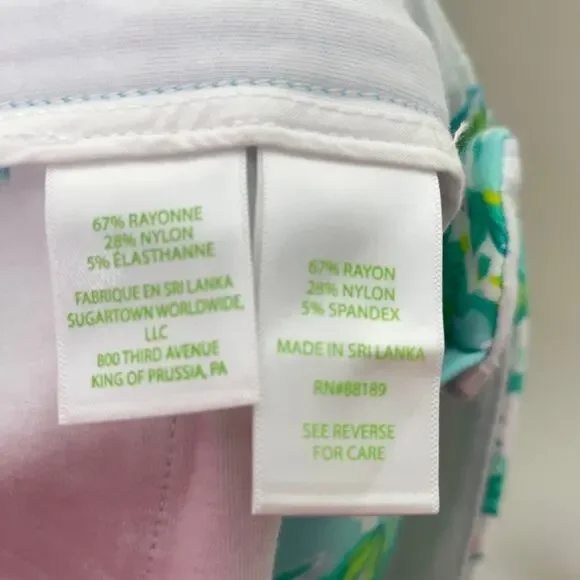 67% RAYONNE
28% NYLON
5% ÉLASTHANNE
FABRIQUE EN SRI LANKA
SUGARTOWN WORLDWIDE,
LLC
800 THIRD AVENUE
KING OF PRUSSIA, PA
67% RAYON
28% NYLON
5% SPANDEX
MADE IN SRI LANKA
RN#88189
SEE REVERSE
FOR CARE